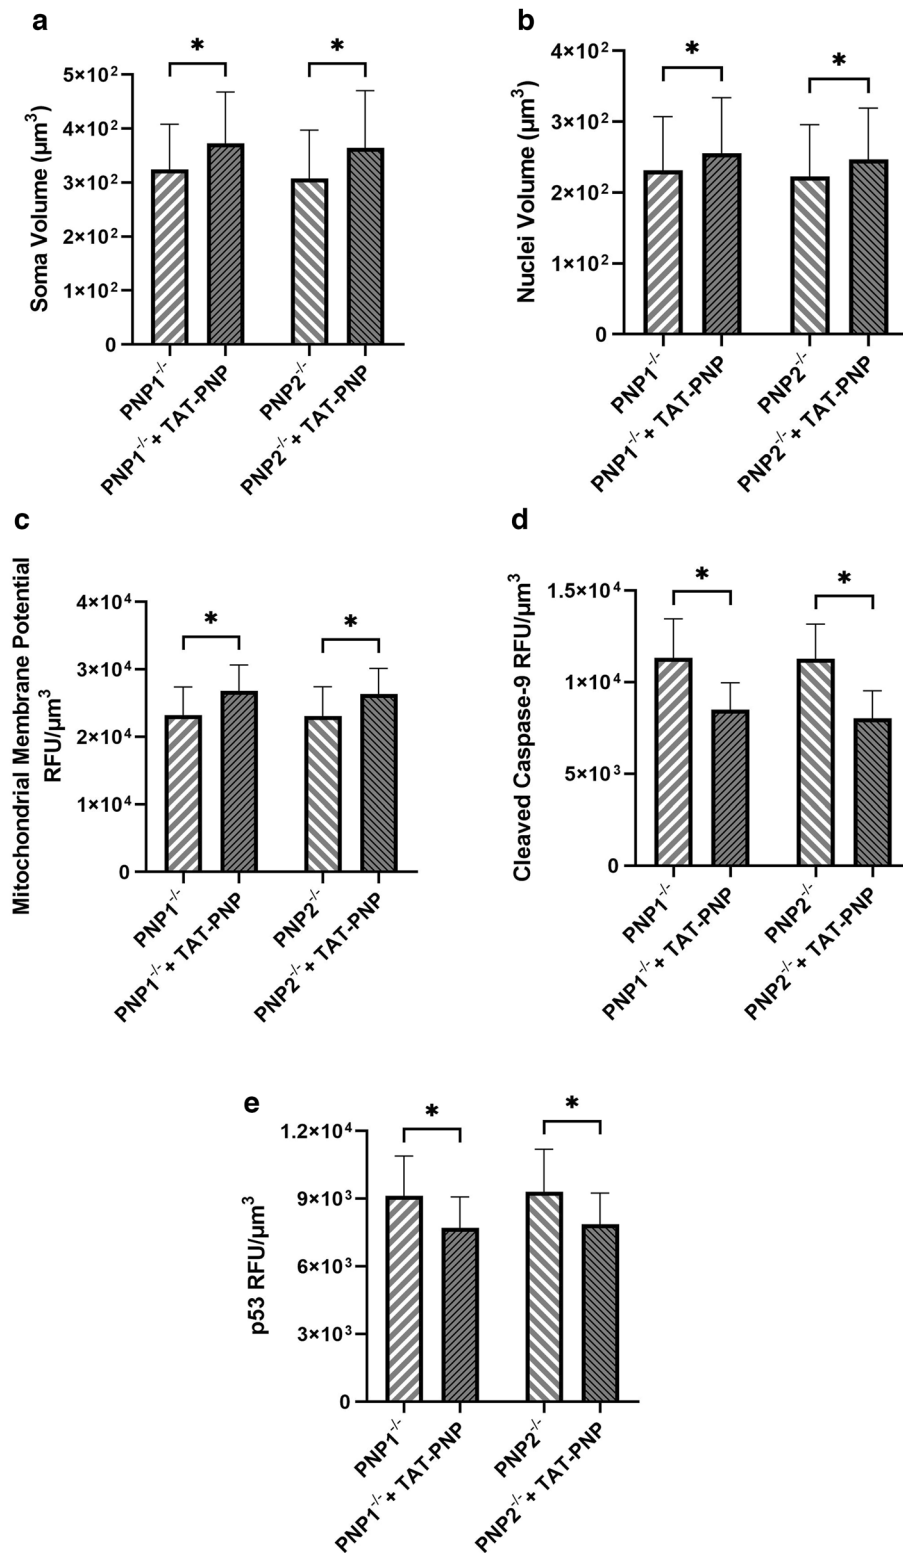 a
*
*
5×10²
4×10²
3×10²
2×10²
1×10²
0
Soma Volume (μm³)
PNP1⁻/⁻
PNP1⁻/⁻ + TAT-PNP
PNP2⁻/⁻
PNP2⁻/⁻ + TAT-PNP
b
*
*
4×10²
3×10²
2×10²
1×10²
0
Nuclei Volume (μm³)
PNP1⁻/⁻
PNP1⁻/⁻ + TAT-PNP
PNP2⁻/⁻
PNP2⁻/⁻ + TAT-PNP
c
*
*
4×10⁴
3×10⁴
2×10⁴
1×10⁴
0
Mitochondrial Membrane Potential
RFU/μm³
PNP1⁻/⁻
PNP1⁻/⁻ + TAT-PNP
PNP2⁻/⁻
PNP2⁻/⁻ + TAT-PNP
d
*
*
1.5×10⁴
1×10⁴
5×10³
0
Cleaved Caspase-9 RFU/μm³
PNP1⁻/⁻
PNP1⁻/⁻ + TAT-PNP
PNP2⁻/⁻
PNP2⁻/⁻ + TAT-PNP
e
*
*
1.2×10⁴
9×10³
6×10³
3×10³
0
p53 RFU/μm³
PNP1⁻/⁻
PNP1⁻/⁻ + TAT-PNP
PNP2⁻/⁻
PNP2⁻/⁻ + TAT-PNP